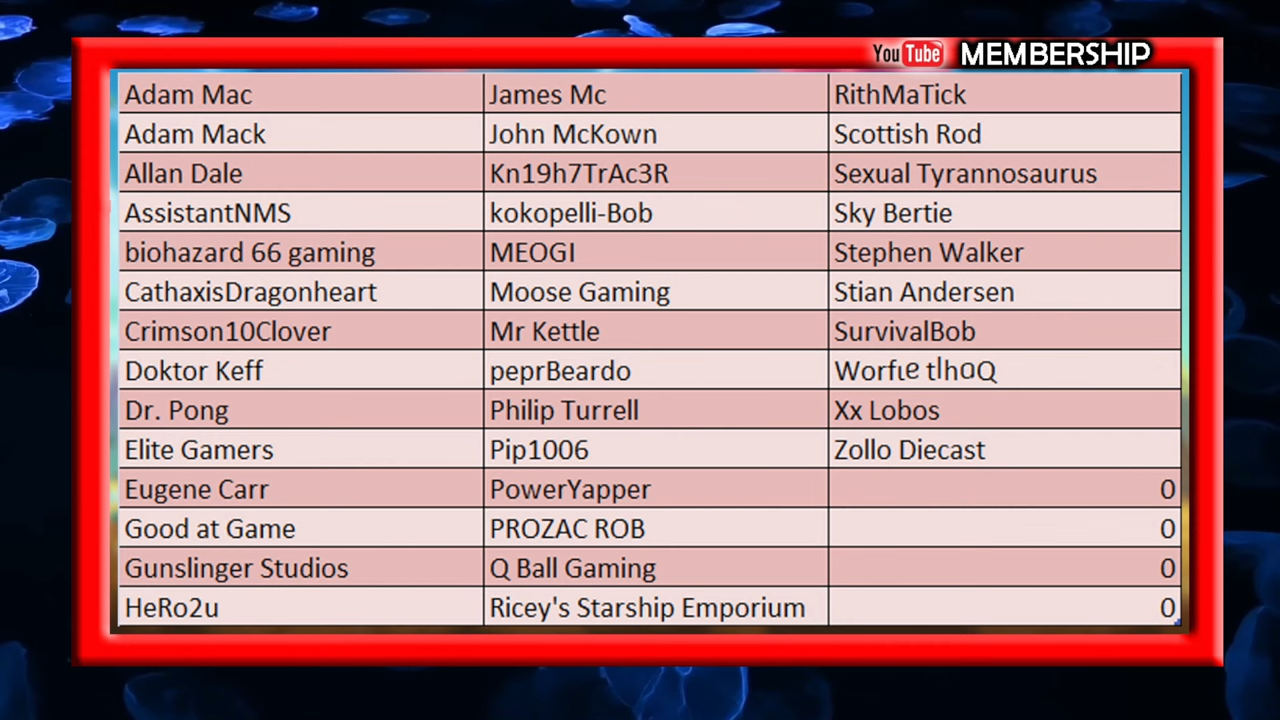 YouTube MEMBERSHIP
Adam Mac James Mc RithMaTick
Adam Mack John McKown Scottish Rod
Allan Dale Kn19h7TrAc3R Sexual Tyrannosaurus
AssistantNMS kokopelli-Bob Sky Bertie
biohazard 66 gaming MEOGI Stephen Walker
CathaxisDragonheart Moose Gaming Stian Andersen
Crimson10Clover Mr Kettle SurvivalBob
Doktor Keff peprBeardo Worfιe tlhɑQ
Dr. Pong Philip Turrell Xx Lobos
Elite Gamers Pip1006 Zollo Diecast
Eugene Carr PowerYapper 0
Good at Game PROZAC ROB 0
Gunslinger Studios Q Ball Gaming 0
HeRo2u Ricey's Starship Emporium 0